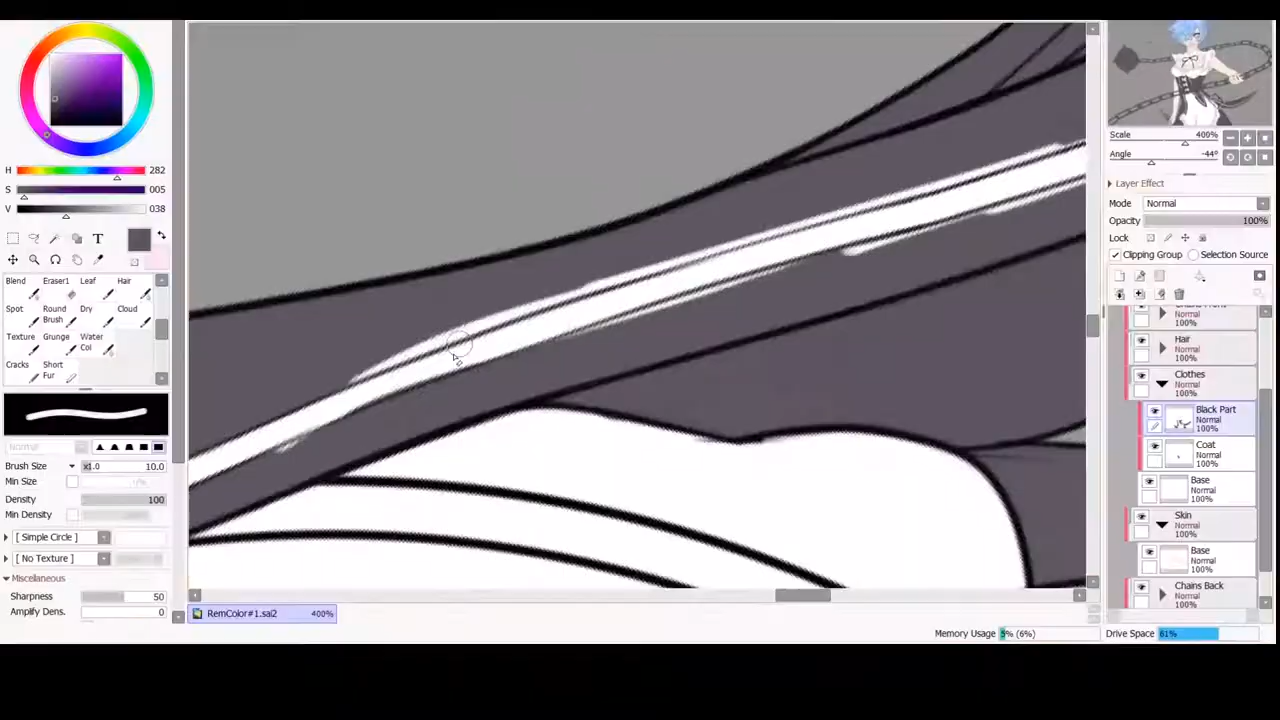 H 282
S 005
V 038
T
Blend Eraser1 Leaf Hair
Spot Round Brush Dry Cloud
Texture Grunge Water Col
Cracks Short Fur
Normal
Brush Size x1.0 10.0
Min Size
Density 100
Min Density
[ Simple Circle ]
[ No Texture ]
Miscellaneous
Sharpness 50
Amplify Dens. 0
RemColor#1.sai2 400%
Memory Usage 5% (6%)
Drive Space 61%
Scale 400%
Angle -44°
Layer Effect
Mode Normal
Opacity 100%
Lock
Clipping Group Selection Source
100%
Hair
Normal
100%
Clothes
Normal
100%
Black Part
Normal
100%
Coat
Normal
100%
Base
Normal
100%
Skin
Normal
100%
Base
Normal
100%
Chains Back
Normal
100%